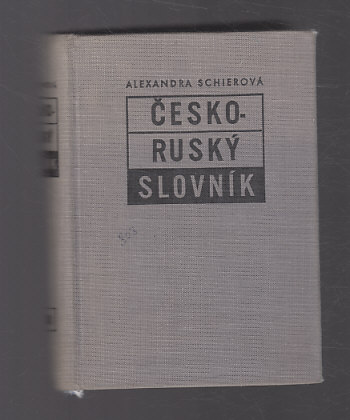 ALEXANDRA SCHIEROVÁ
ČESKO-
RUSKÝ
SLOVNÍK